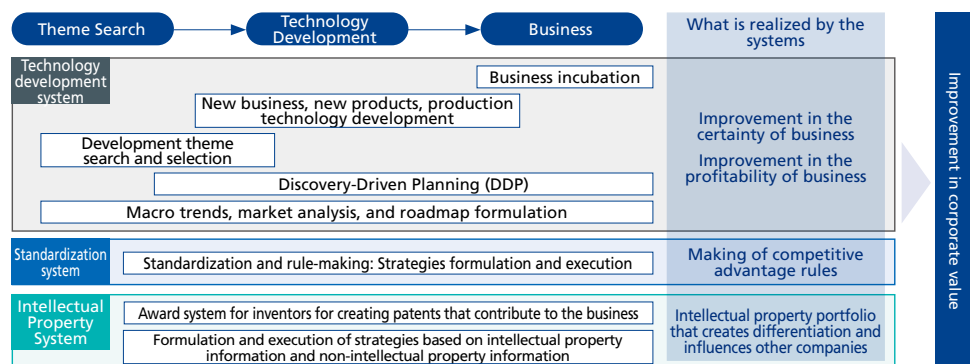 Theme Search
Technology
Development
Business
What is realized by the
systems
Technology
development
system
Business incubation
New business, new products, production
technology development
Development theme
search and selection
Discovery-Driven Planning (DDP)
Macro trends, market analysis, and roadmap formulation
Improvement in the
certainty of business
Improvement in the
profitability of business
Standardization
system
Standardization and rule-making: Strategies formulation and execution
Making of competitive
advantage rules
Intellectual
Property
System
Award system for inventors for creating patents that contribute to the business
Formulation and execution of strategies based on intellectual property
information and non-intellectual property information
Intellectual property portfolio
that creates differentiation and
influences other companies
Improvement in corporate value